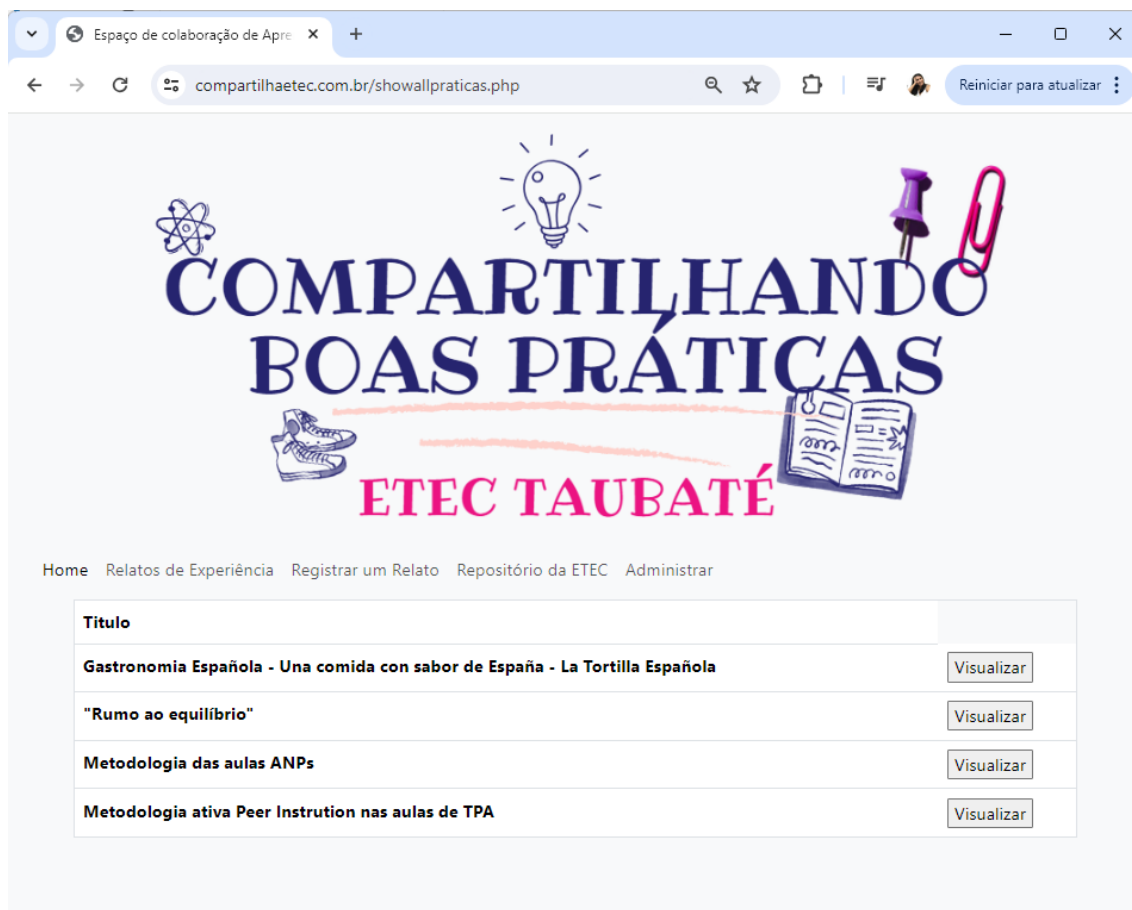 Espaço de colaboração de Apre
compartilhaetec.com.br/showallpraticas.php
Reiniciar para atualizar
COMPARTILHANDO
BOAS PRÁTICAS
ETEC TAUBATÉ
Home Relatos de Experiência Registrar um Relato Repositório da ETEC Administrar
Titulo
Gastronomia Española - Una comida con sabor de España - La Tortilla Española Visualizar
"Rumo ao equilíbrio" Visualizar
Metodologia das aulas ANPs Visualizar
Metodologia ativa Peer Instrution nas aulas de TPA Visualizar